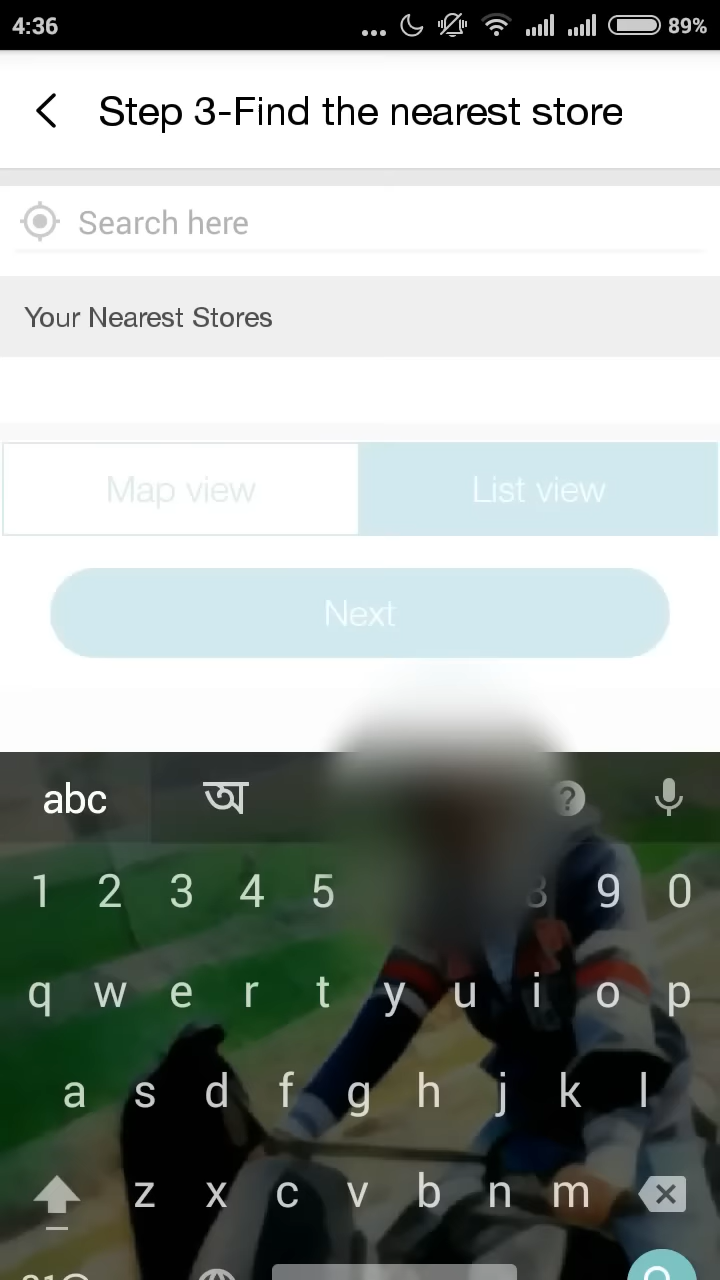 4:36 ... 89%
Step 3-Find the nearest store
Search here
Your Nearest Stores
Map view List view
Next
abc অ ?
1 2 3 4 5 9 0
q w e r t y u i o p
a s d f g h j k l
z x c v b n m